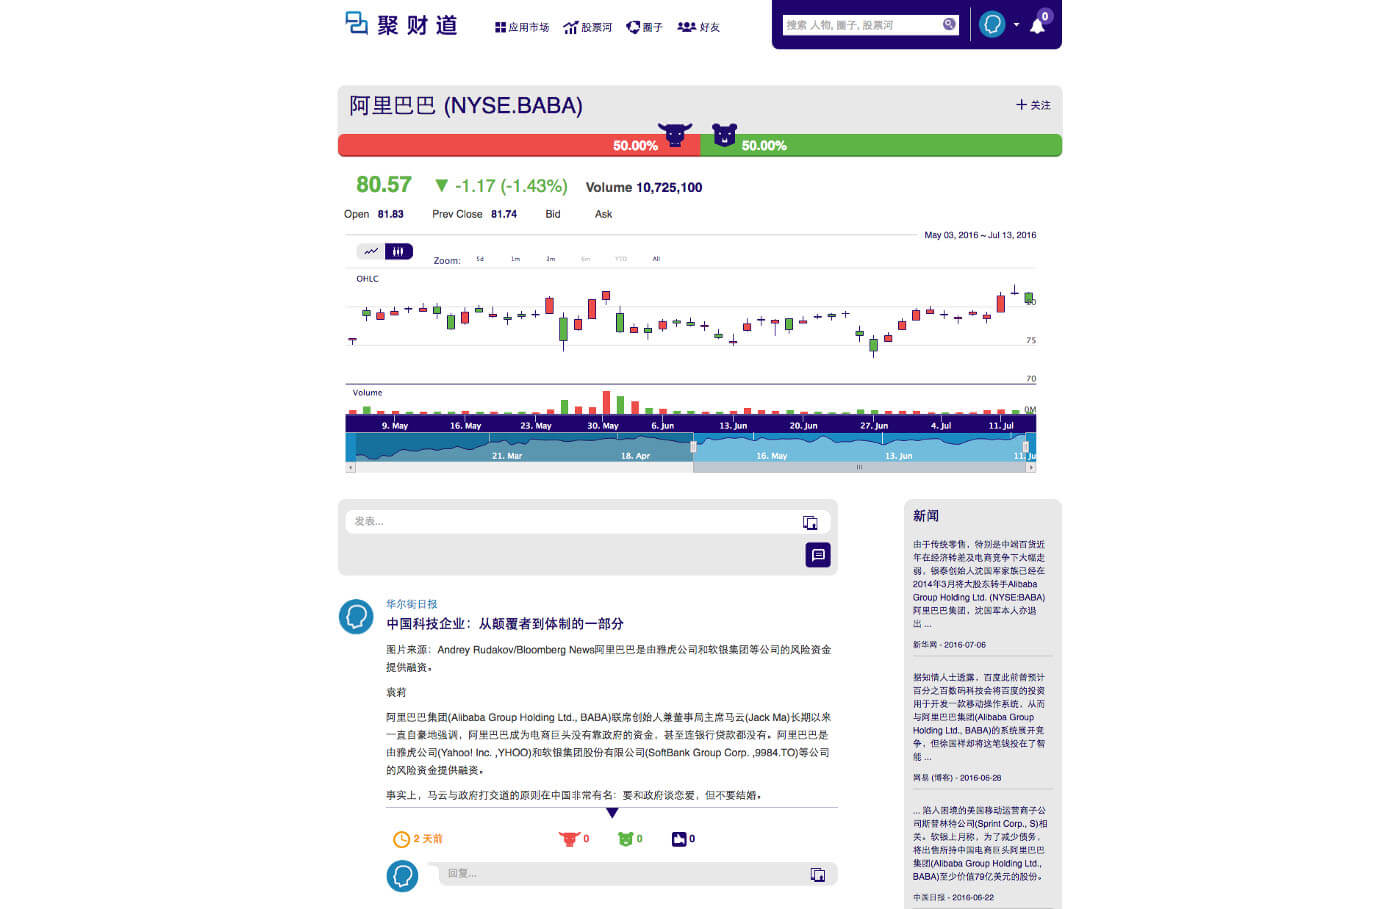 聚财道
应用市场 股票河 圈子 好友
搜索 人物, 圈子, 股票河
0
阿里巴巴 (NYSE.BABA)
关注
50.00% 50.00%
80.57 ▼ -1.17 (-1.43%) Volume 10,725,100
Open 81.83 Prev Close 81.74 Bid Ask
May 03, 2016 ~ Jul 13, 2016
Zoom: 5d 1m 3m 6m YTD All
OHLC
80
75
70
Volume
0M
9. May 16. May 23. May 30. May 6. Jun 13. Jun 20. Jun 27. Jun 4. Jul 11. Jul
21. Mar 18. Apr 16. May 13. Jun 11. Ju
发表...
华尔街日报
中国科技企业：从颠覆者到体制的一部分
图片来源：Andrey Rudakov/Bloomberg News阿里巴巴是由雅虎公司和软银集团等公司的风险资金
提供融资。
袁莉
阿里巴巴集团(Alibaba Group Holding Ltd., BABA)联席创始人兼董事局主席马云(Jack Ma)长期以来
一直自豪地强调，阿里巴巴成为电商巨头没有靠政府的资金，甚至连银行贷款都没有。阿里巴巴是
由雅虎公司(Yahoo! Inc. ,YHOO)和软银集团股份有限公司(SoftBank Group Corp. ,9984.TO)等公司
的风险资金提供融资。
事实上，马云与政府打交道的原则在中国非常有名：要和政府谈恋爱，但不要结婚。
2 天前 0 0 0
回复...
新闻
由于传统零售，特别是中端百货近
年在经济转差及电商竞争下大幅走
弱，银泰创始人沈国军家族已经在
2014年3月将大股东转手Alibaba
Group Holding Ltd. (NYSE:BABA)
阿里巴巴集团，沈国军本人亦退
出 ...
新华网 - 2016-07-06
据知情人士透露，百度此前曾预计
百分之百数码科技会将百度的投资
用于开发一款移动操作系统，从而
与阿里巴巴集团(Alibaba Group
Holding Ltd., BABA)的系统展开竞
争，但徐国祥却将这笔钱投在了智
能 ...
网易 (博客) - 2016-06-28
... 陷入困境的美国移动运营商子公
司斯普林特公司(Sprint Corp., S)相
关。软银上月称，为了减少债务，
将出售所持中国电商巨头阿里巴巴
集团(Alibaba Group Holding Ltd.,
BABA)至少价值79亿美元的股份。
中国日报 - 2016-06-22